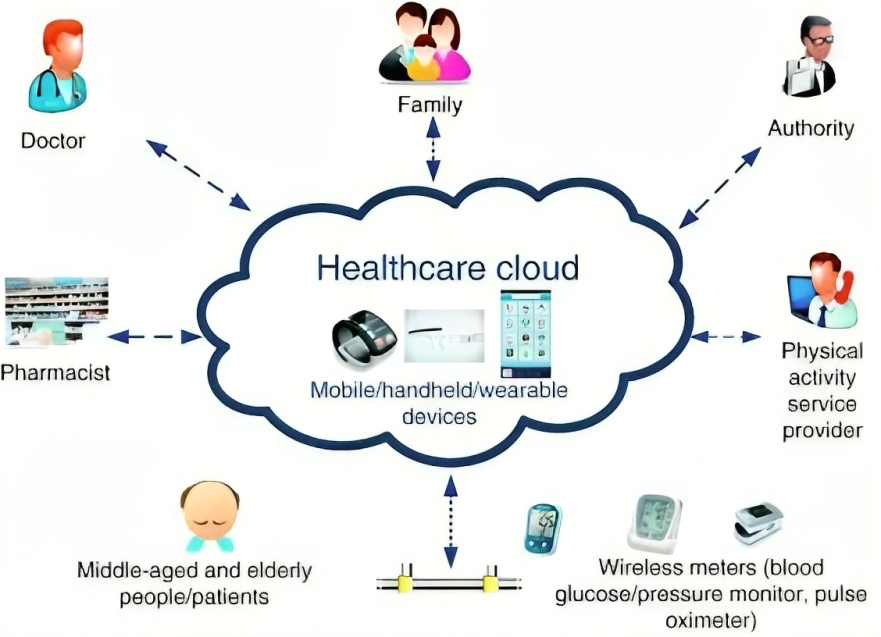 Family
Doctor
Authority
Healthcare cloud
Mobile/handheld/wearable
devices
Pharmacist
Physical
activity
service
provider
Middle-aged and elderly
people/patients
Wireless meters (blood
glucose/pressure monitor, pulse
oximeter)